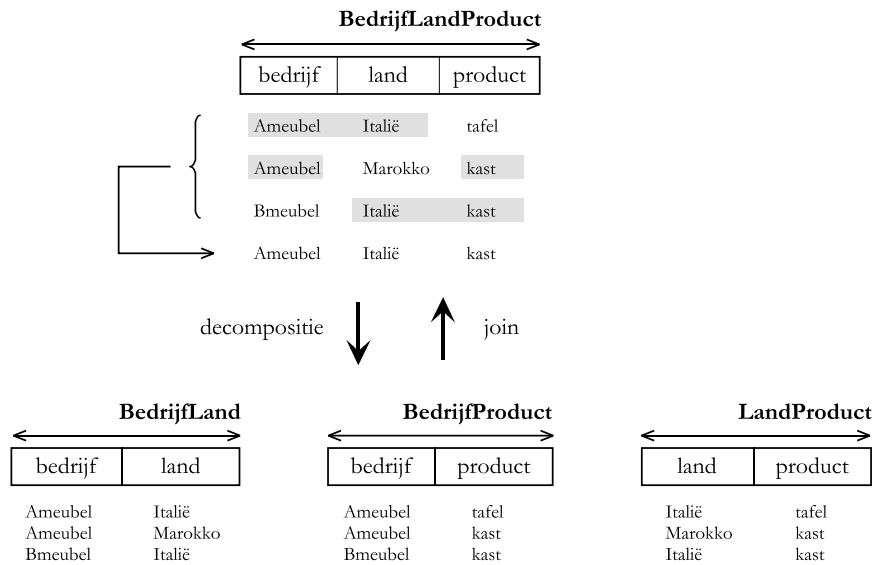 BedrijfLandProduct
bedrijf land product
Ameubel Italië tafel
Ameubel Marokko kast
Bmeubel Italië kast
Ameubel Italië kast
decompositie join
BedrijfLand BedrijfProduct LandProduct
bedrijf land bedrijf product land product
Ameubel Italië Ameubel tafel Italië tafel
Ameubel Marokko Ameubel kast Marokko kast
Bmeubel Italië Bmeubel kast Italië kast